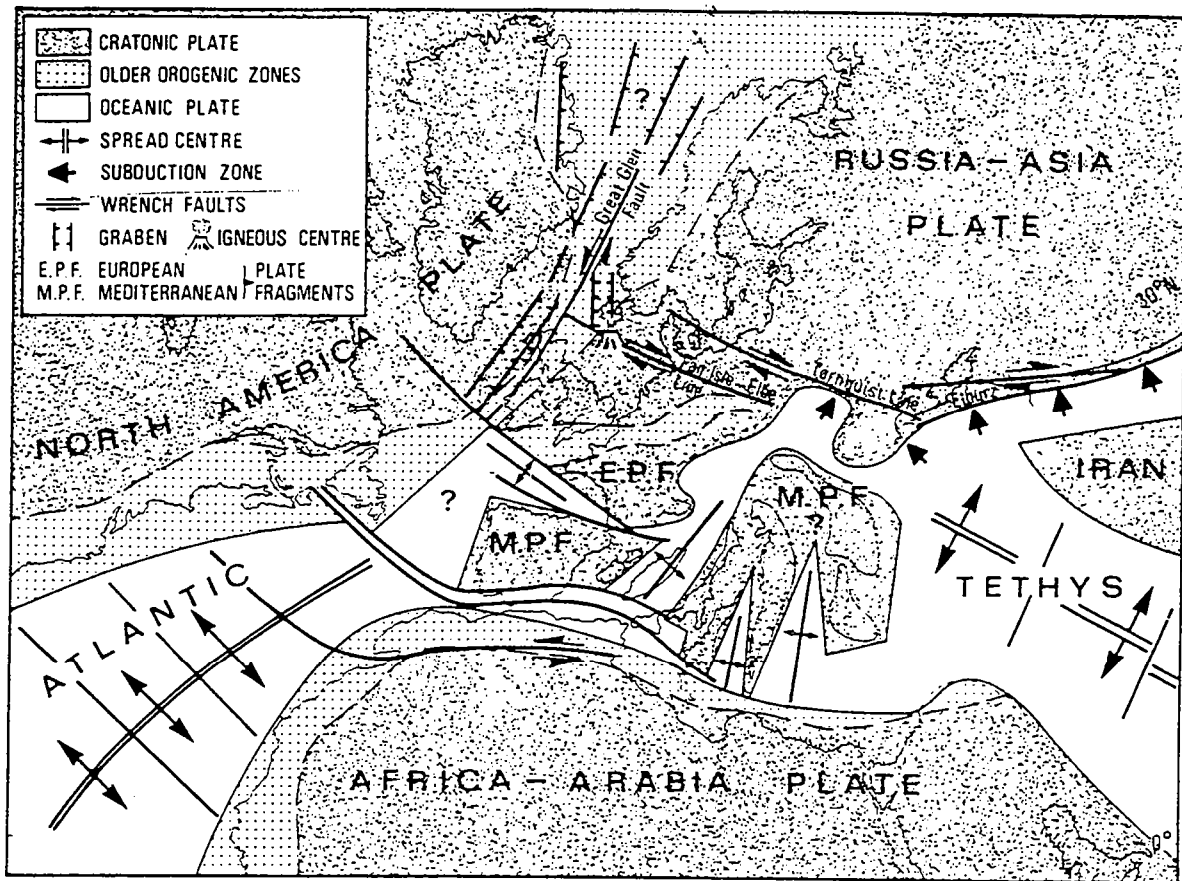 CRATONIC PLATE
OLDER OROGENIC ZONES
OCEANIC PLATE
SPREAD CENTRE
SUBDUCTION ZONE
WRENCH FAULTS
GRABEN IGNEOUS CENTRE
E.P.F. EUROPEAN PLATE
M.P.F. MEDITERRANEAN FRAGMENTS
?
Great Glen
Fault
RUSSIA-ASIA
PLATE
30°N
NORTH AMERICA PLATE
Line
Tornquist Line
Elburz
E.P.F.
M.P.F.
?
IRAN
?
M.P.F.
ATLANTIC
TETHYS
AFRICA-ARABIA PLATE
0°